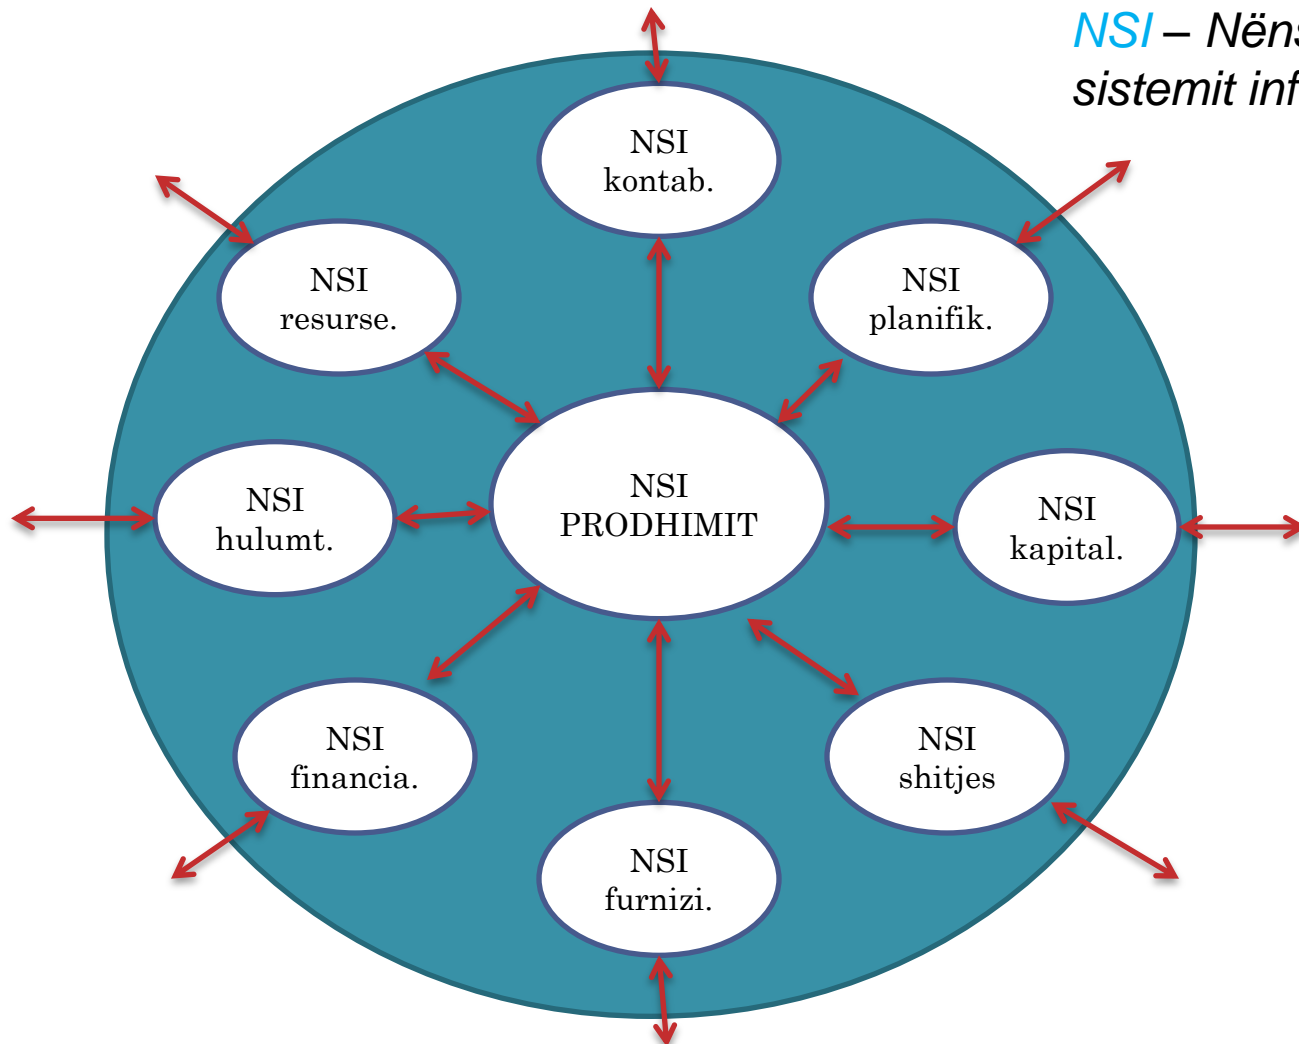 NSI – Nëns
sistemit inf
NSI
kontab.
NSI
resurse.
NSI
planifik.
NSI
hulumt.
NSI
PRODHIMIT
NSI
kapital.
NSI
financia.
NSI
shitjes
NSI
furnizi.